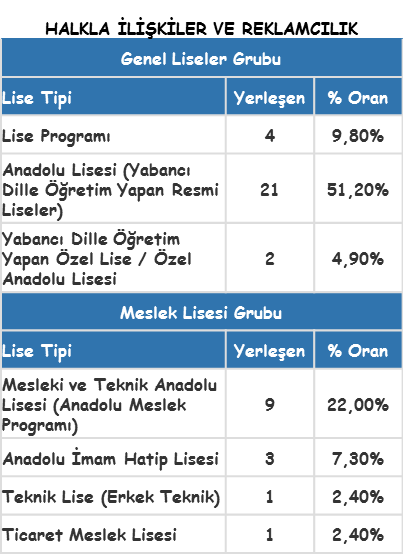 HALKLA İLİŞKİLER VE REKLAMCILIK
Genel Liseler Grubu
Lise Tipi Yerleşen % Oran
Lise Programı 4 9,80%
Anadolu Lisesi (Yabancı
Dille Öğretim Yapan Resmi 21 51,20%
Liseler)
Yabancı Dille Öğretim
Yapan Özel Lise / Özel 2 4,90%
Anadolu Lisesi
Meslek Lisesi Grubu
Lise Tipi Yerleşen % Oran
Mesleki ve Teknik Anadolu
Lisesi (Anadolu Meslek 9 22,00%
Programı)
Anadolu İmam Hatip Lisesi 3 7,30%
Teknik Lise (Erkek Teknik) 1 2,40%
Ticaret Meslek Lisesi 1 2,40%